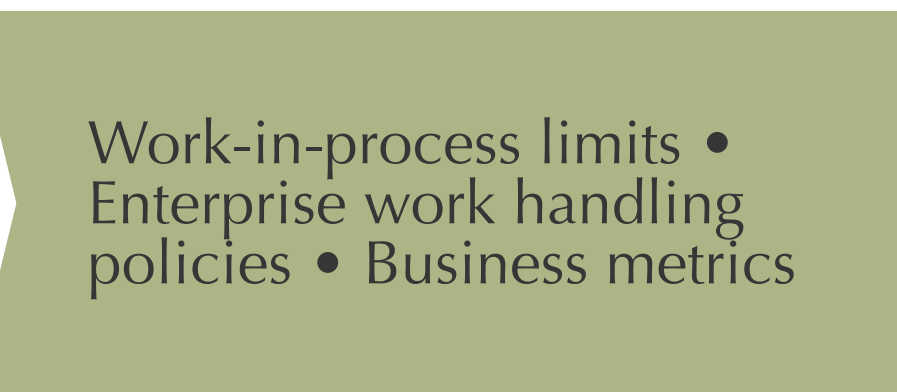 Work-in-process limits •
Enterprise work handling
policies • Business metrics